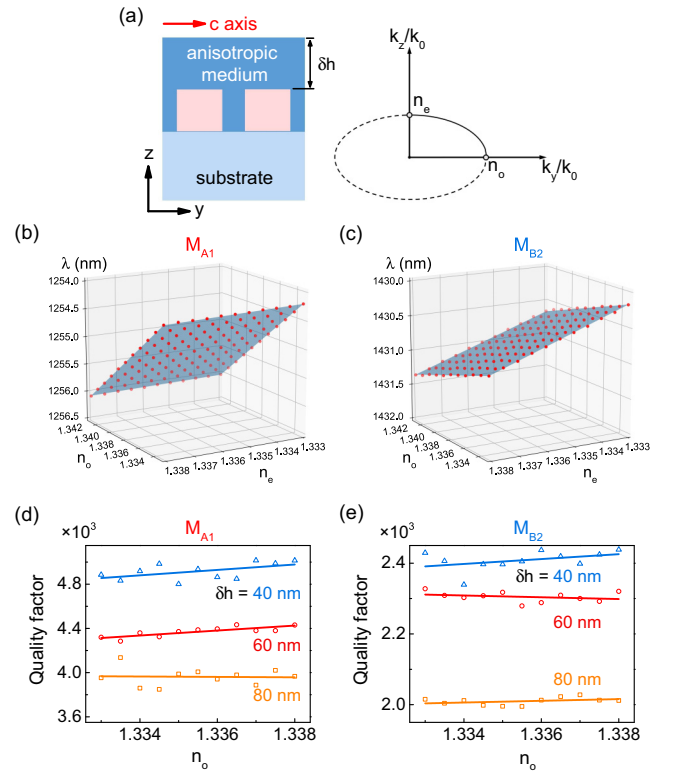 (a)
c axis
anisotropic
medium
δh
substrate
z
y
k_z/k_0
n_e
n_o
k_y/k_0
(b)
M_A1
λ (nm)
1254.0
1254.5
1255.0
1255.5
1256.0
1256.5
1.342
1.340
1.338
1.336
1.334
n_o
1.338
1.337
1.336
1.335
1.334
1.333
n_e
(c)
M_B2
λ (nm)
1430.0
1430.5
1431.0
1431.5
1432.0
1.342
1.340
1.338
1.336
1.334
n_o
1.338
1.337
1.336
1.335
1.334
1.333
n_e
(d)
×10³
M_A1
Quality factor
4.8
4.4
4.0
3.6
δh = 40 nm
60 nm
80 nm
1.334
1.336
1.338
n_o
(e)
×10³
M_B2
Quality factor
2.4
2.2
2.0
δh = 40 nm
60 nm
80 nm
1.334
1.336
1.338
n_o